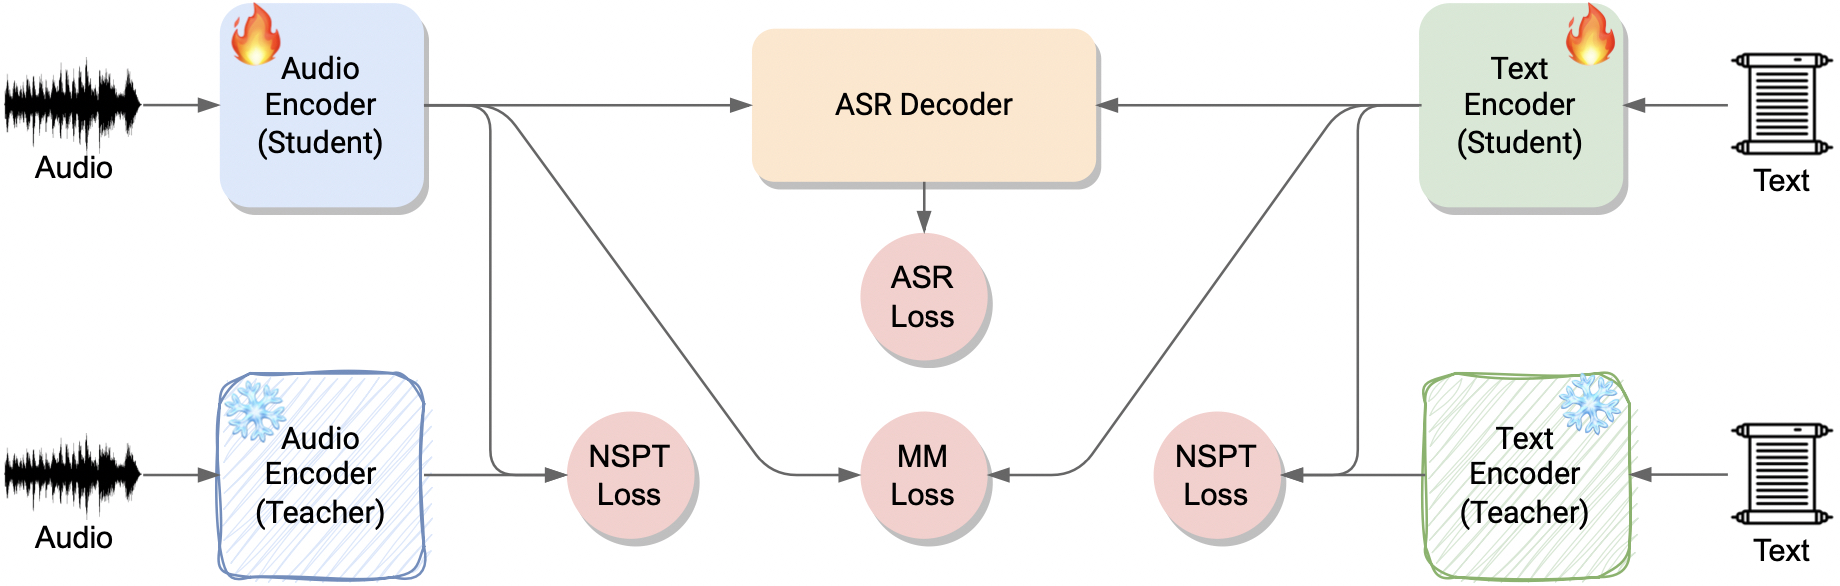 Audio
Encoder
(Student)
Audio
ASR Decoder
Text
Encoder
(Student)
Text
ASR
Loss
Audio
Encoder
(Teacher)
Audio
NSPT
Loss
MM
Loss
NSPT
Loss
Text
Encoder
(Teacher)
Text